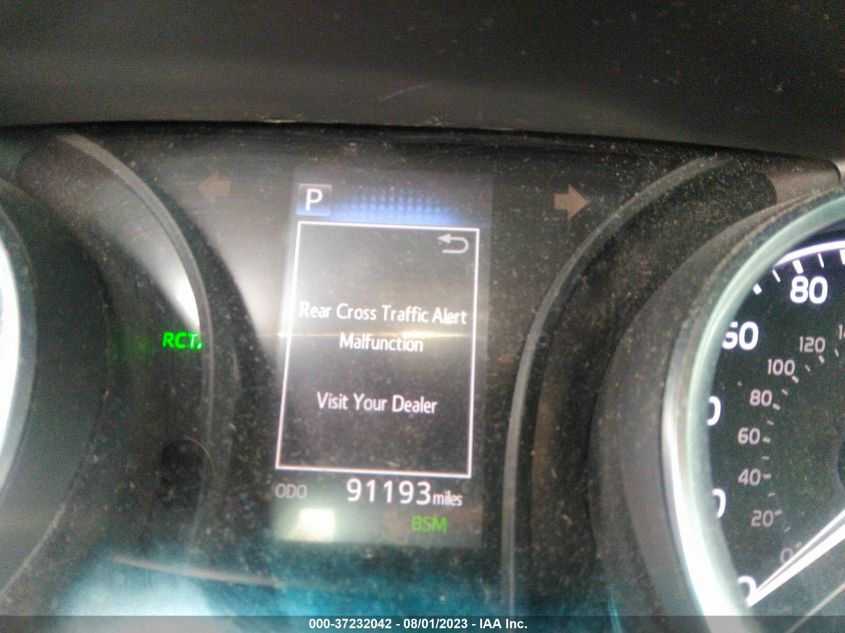 P
Rear Cross Traffic Alert
Malfunction
Visit Your Dealer
ODO 91193 miles
BSM
80
120
100
80
60
40
20
0
000-37232042 - 08/01/2023 - IAA Inc.